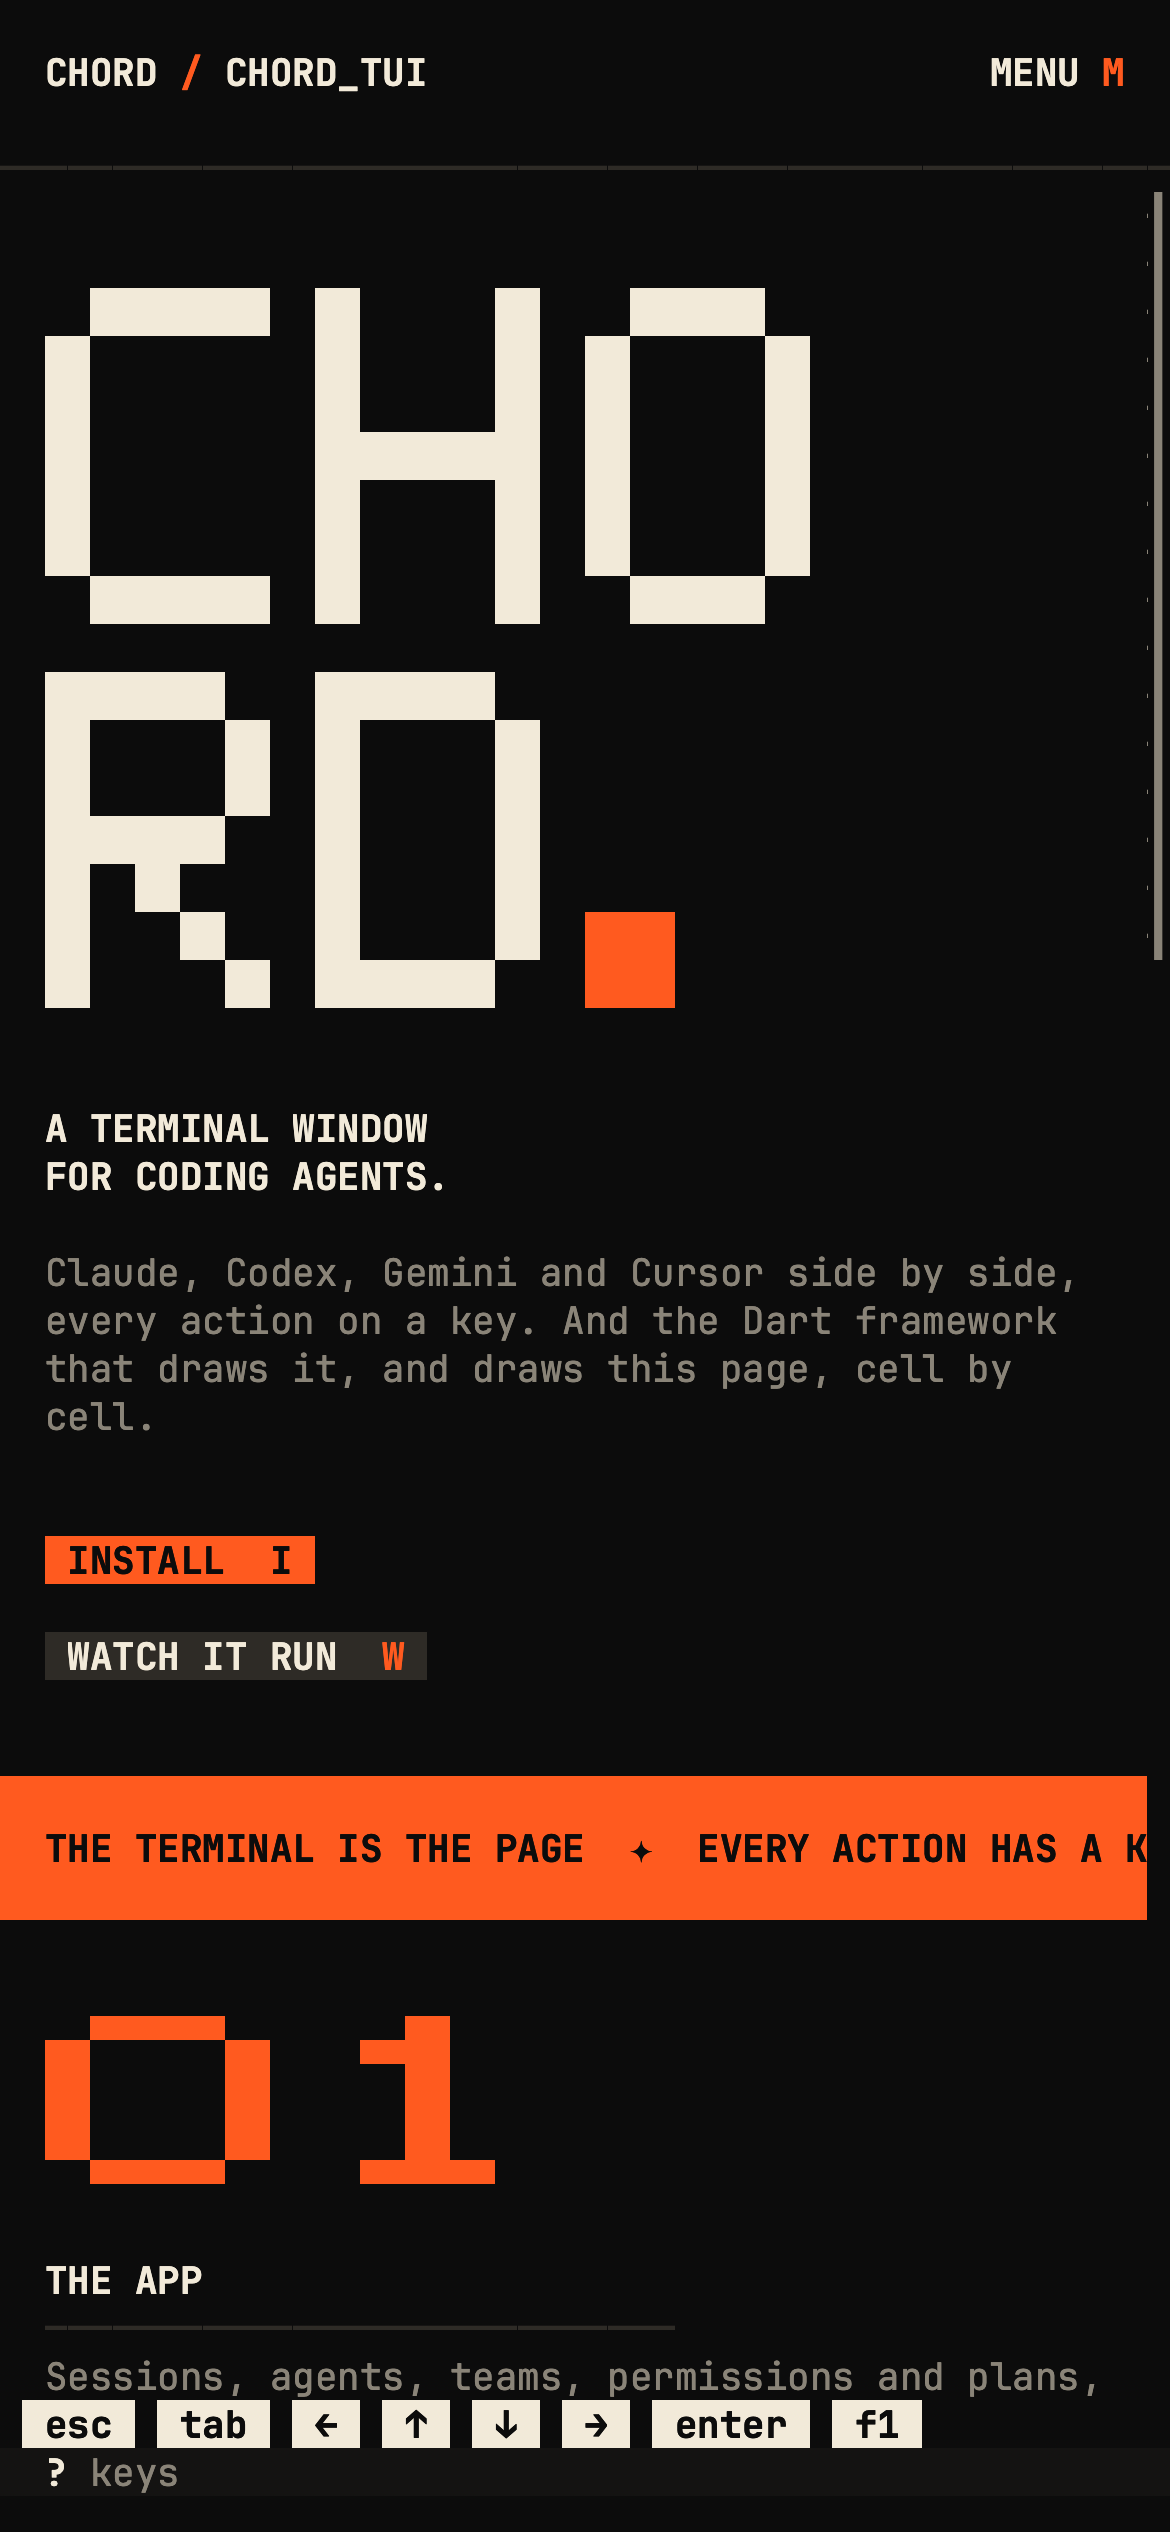 CHORD / CHORD_TUI
MENU M
CHO
RD.
A TERMINAL WINDOW
FOR CODING AGENTS.
Claude, Codex, Gemini and Cursor side by side,
every action on a key. And the Dart framework
that draws it, and draws this page, cell by
cell.
INSTALL I
WATCH IT RUN W
THE TERMINAL IS THE PAGE ✦ EVERY ACTION HAS A K
01
THE APP
Sessions, agents, teams, permissions and plans,
esc tab ← ↑ ↓ → enter f1
? keys